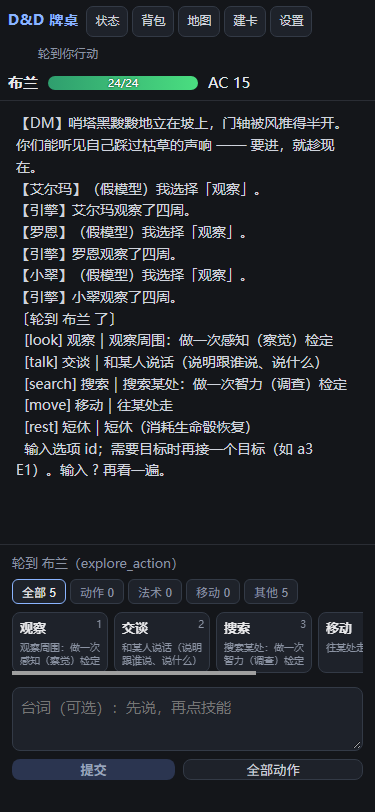 D&D 牌桌 状态 背包 地图 建卡 设置
轮到你行动
布兰 24/24 AC 15
【DM】哨塔黑黢黢地立在坡上，门轴被风推得半开。
你们能听见自己踩过枯草的声响 —— 要进，就趁现
在。
【艾尔玛】（假模型）我选择「观察」。
【引擎】艾尔玛观察了四周。
【罗恩】（假模型）我选择「观察」。
【引擎】罗恩观察了四周。
【小翠】（假模型）我选择「观察」。
【引擎】小翠观察了四周。
〔轮到 布兰 了〕
[look] 观察 | 观察周围：做一次感知（察觉）检定
[talk] 交谈 | 和某人说话（说明跟谁说、说什么）
[search] 搜索 | 搜索某处：做一次智力（调查）检定
[move] 移动 | 往某处走
[rest] 短休 | 短休（消耗生命骰恢复）
输入选项 id；需要目标时再接一个目标（如 a3
E1）。输入 ? 再看一遍。
轮到 布兰（explore_action）
全部 5 动作 0 法术 0 移动 0 其他 5
观察 1 交谈 2 搜索 3 移动
观察周围：做一次 和某人说话（说明 搜索某处：做一次 往某处走
感知（察觉）检定 跟谁说、说什么） 智力（调查）检定
台词（可选）：先说，再点技能
提交 全部动作